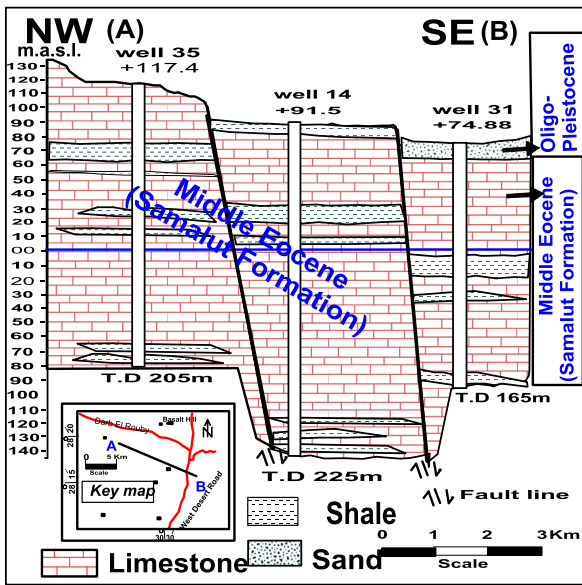 NW (A)
SE (B)
m.a.s.l.
well 35
+117.4
well 14
+91.5
well 31
+74.88
130
120
110
100
90
80
70
60
50
40
30
20
10
00
10
20
30
40
50
60
70
80
90
100
110
120
130
140
Oligo-
Pleistocene
Middle Eocene
(Samalut Formation)
Middle Eocene
(Samalut Formation)
T.D 205m
T.D 225m
T.D 165m
Darb El Rouby
Basalt Hill
N
A
B
0 5 Km
Scale
Key map
West Desert Road
28 20
28 15
30 30
Fault line
Shale
Limestone
Sand
0 1 2 3Km
Scale